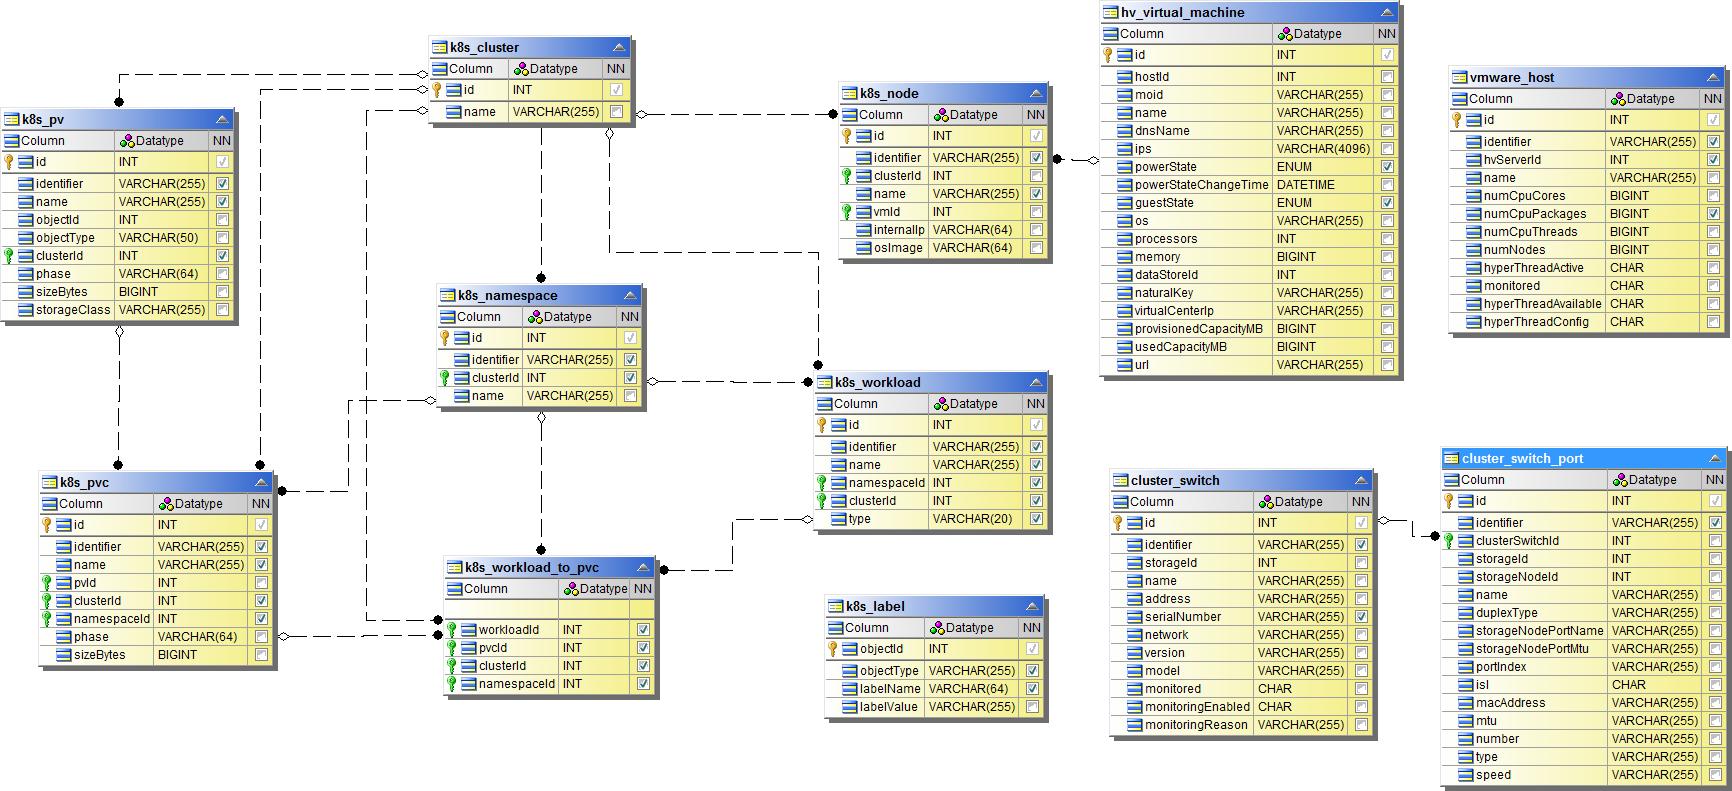 k8s_cluster
Column Datatype NN
id INT
name VARCHAR(255)
k8s_pv
Column Datatype NN
id INT
identifier VARCHAR(255)
name VARCHAR(255)
objectId INT
objectType VARCHAR(50)
clusterId INT
phase VARCHAR(64)
sizeBytes BIGINT
storageClass VARCHAR(255)
k8s_node
Column Datatype NN
id INT
identifier VARCHAR(255)
clusterId INT
name VARCHAR(255)
vmId INT
internalIp VARCHAR(64)
osImage VARCHAR(64)
hv_virtual_machine
Column Datatype NN
id INT
hostId INT
moid VARCHAR(255)
name VARCHAR(255)
dnsName VARCHAR(255)
ips VARCHAR(4096)
powerState ENUM
powerStateChangeTime DATETIME
guestState ENUM
os VARCHAR(255)
processors INT
memory BIGINT
dataStoreId INT
naturalKey VARCHAR(255)
virtualCenterIp VARCHAR(255)
provisionedCapacityMB BIGINT
usedCapacityMB BIGINT
url VARCHAR(255)
vmware_host
Column Datatype NN
id INT
identifier VARCHAR(255)
hvServerId INT
name VARCHAR(255)
numCpuCores BIGINT
numCpuPackages BIGINT
numCpuThreads BIGINT
numNodes BIGINT
hyperThreadActive CHAR
monitored CHAR
hyperThreadAvailable CHAR
hyperThreadConfig CHAR
k8s_namespace
Column Datatype NN
id INT
identifier VARCHAR(255)
clusterId INT
name VARCHAR(255)
k8s_workload
Column Datatype NN
id INT
identifier VARCHAR(255)
name VARCHAR(255)
namespaceId INT
clusterId INT
type VARCHAR(20)
k8s_pvc
Column Datatype NN
id INT
identifier VARCHAR(255)
name VARCHAR(255)
pvId INT
clusterId INT
namespaceId INT
phase VARCHAR(64)
sizeBytes BIGINT
k8s_workload_to_pvc
Column Datatype NN
workloadId INT
pvcId INT
clusterId INT
namespaceId INT
k8s_label
Column Datatype NN
objectId INT
objectType VARCHAR(255)
labelName VARCHAR(64)
labelValue VARCHAR(255)
cluster_switch
Column Datatype NN
id INT
identifier VARCHAR(255)
storageId INT
name VARCHAR(255)
address VARCHAR(255)
serialNumber VARCHAR(255)
network VARCHAR(255)
version VARCHAR(255)
model VARCHAR(255)
monitored CHAR
monitoringEnabled CHAR
monitoringReason VARCHAR(255)
cluster_switch_port
Column Datatype NN
id INT
identifier VARCHAR(255)
clusterSwitchId INT
storageId INT
storageNodeId INT
name VARCHAR(255)
duplexType VARCHAR(255)
storageNodePortName VARCHAR(255)
storageNodePortMtu VARCHAR(255)
portIndex VARCHAR(255)
isl CHAR
macAddress VARCHAR(255)
mtu VARCHAR(255)
number VARCHAR(255)
type VARCHAR(255)
speed VARCHAR(255)